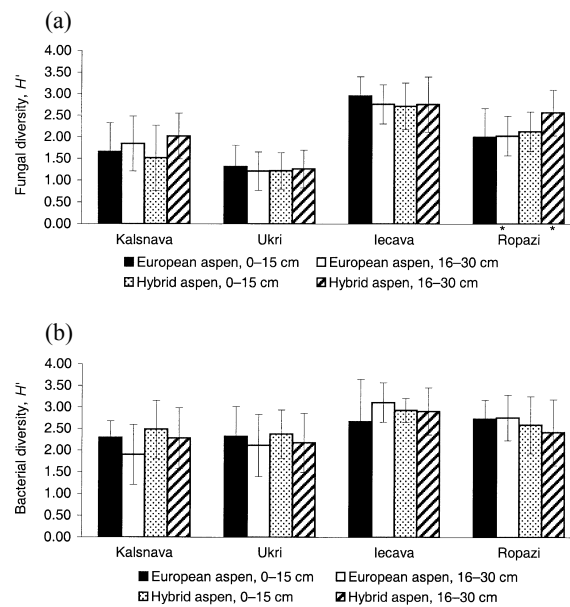 (a)
Fungal diversity, H'
4.00
3.50
3.00
2.50
2.00
1.50
1.00
0.50
0.00
Kalsnava Ukri Iecava Ropazi
* *
European aspen, 0–15 cm European aspen, 16–30 cm
Hybrid aspen, 0–15 cm Hybrid aspen, 16–30 cm
(b)
Bacterial diversity, H'
4.00
3.50
3.00
2.50
2.00
1.50
1.00
0.50
0.00
Kalsnava Ukri Iecava Ropazi
European aspen, 0–15 cm European aspen, 16–30 cm
Hybrid aspen, 0–15 cm Hybrid aspen, 16–30 cm